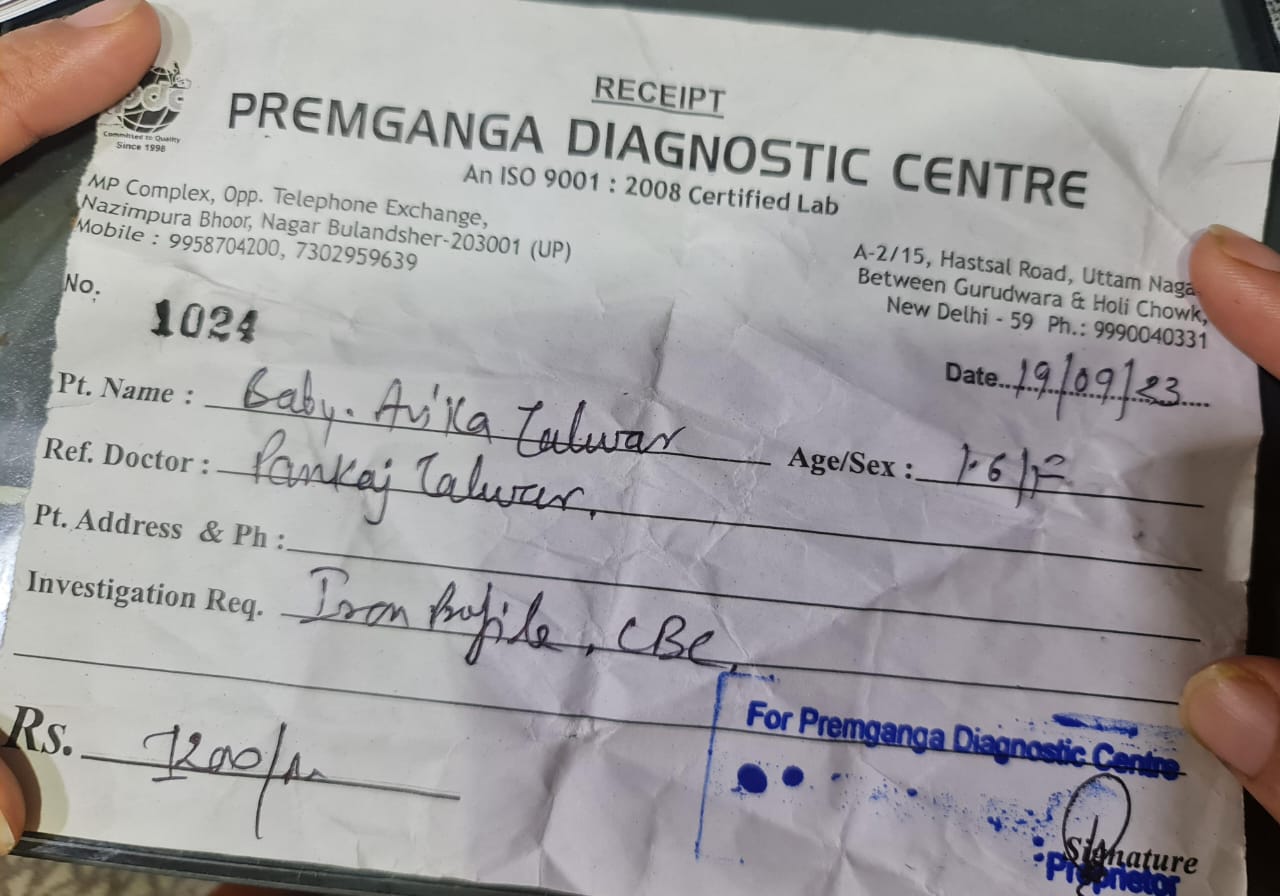 RECEIPT
pdc
Committed to Quality
Since 1998
PREMGANGA DIAGNOSTIC CENTRE
An ISO 9001 : 2008 Certified Lab
MP Complex, Opp. Telephone Exchange,
Nazimpura Bhoor, Nagar Bulandsher-203001 (UP)
Mobile : 9958704200, 7302959639
A-2/15, Hastsal Road, Uttam Naga
Between Gurudwara & Holi Chowk,
New Delhi - 59 Ph.: 9990040331
No. 1024
Date..19/09/23....
Pt. Name : Baby. Avika Talwar Age/Sex : 1.6/F
Ref. Doctor : Pankaj Talwar.
Pt. Address & Ph :
Investigation Req. Iron Profile, CBC.
Rs. 1200/-
For Premganga Diagnostic Centre
Signature
Proprietor